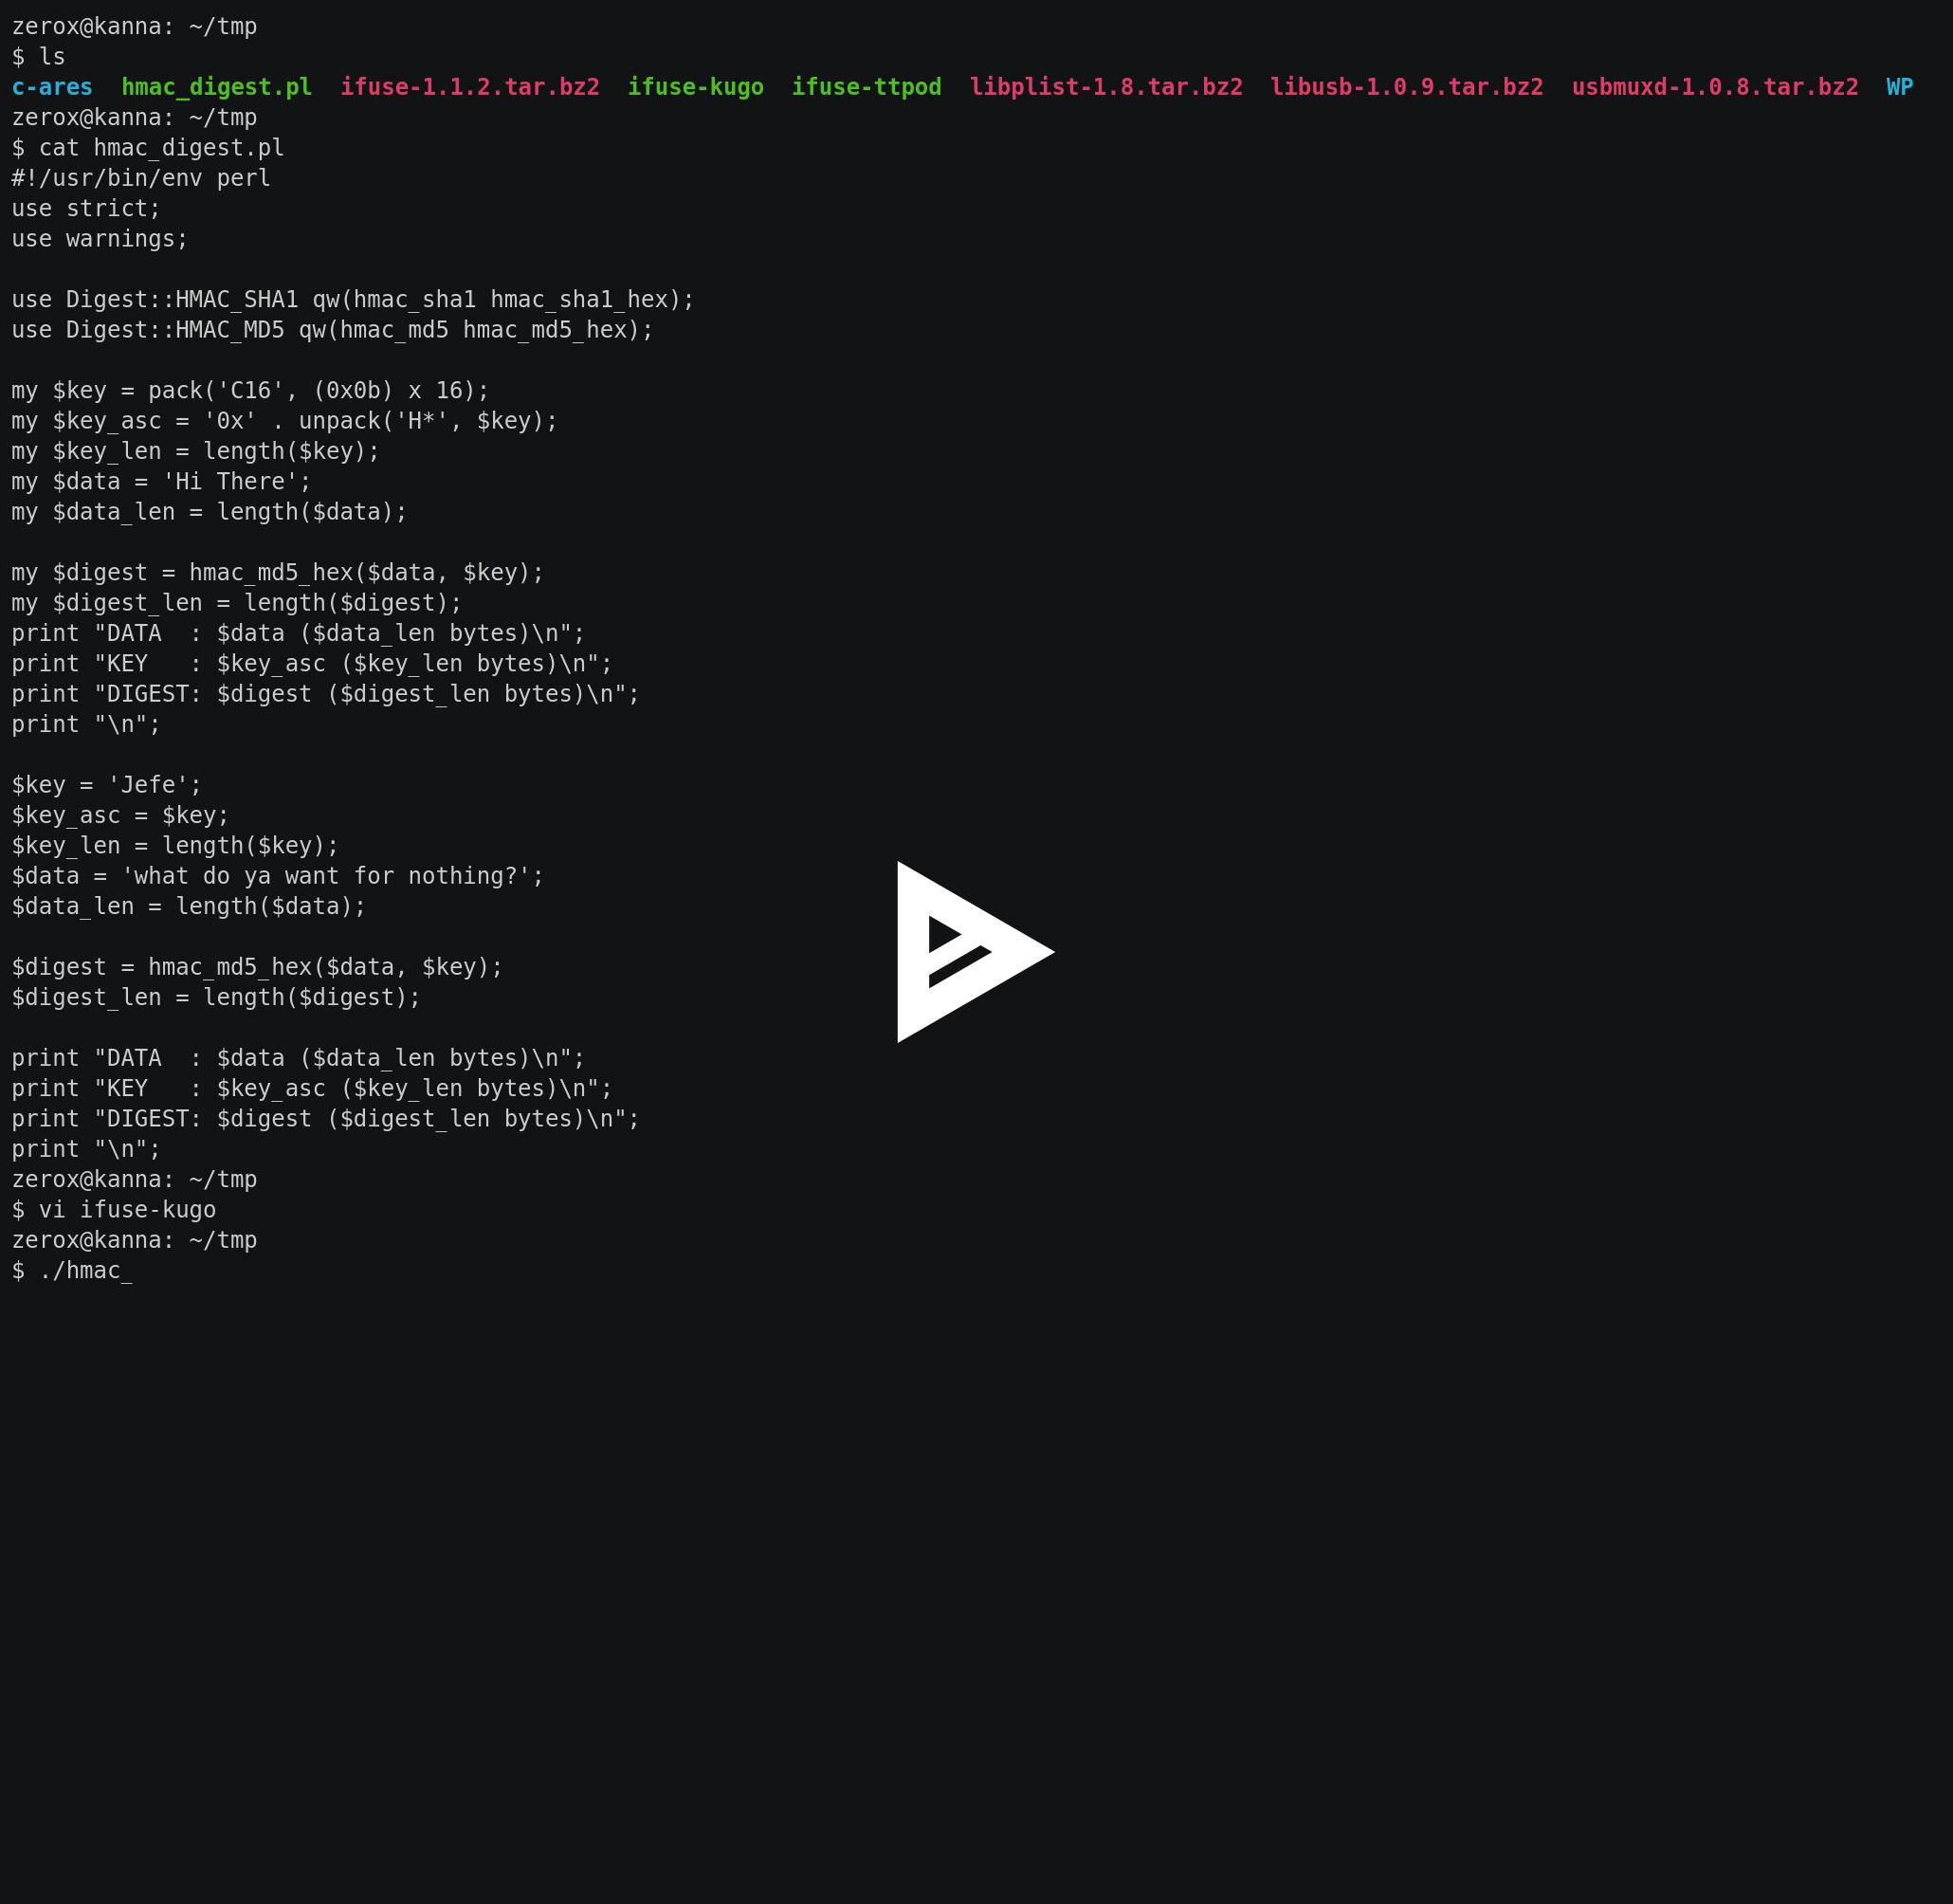 zerox@kanna: ~/tmp
$ ls
c-ares  hmac_digest.pl  ifuse-1.1.2.tar.bz2  ifuse-kugo  ifuse-ttpod  libplist-1.8.tar.bz2  libusb-1.0.9.tar.bz2  usbmuxd-1.0.8.tar.bz2  WP
zerox@kanna: ~/tmp
$ cat hmac_digest.pl
#!/usr/bin/env perl
use strict;
use warnings;

use Digest::HMAC_SHA1 qw(hmac_sha1 hmac_sha1_hex);
use Digest::HMAC_MD5 qw(hmac_md5 hmac_md5_hex);

my $key = pack('C16', (0x0b) x 16);
my $key_asc = '0x' . unpack('H*', $key);
my $key_len = length($key);
my $data = 'Hi There';
my $data_len = length($data);

my $digest = hmac_md5_hex($data, $key);
my $digest_len = length($digest);
print "DATA  : $data ($data_len bytes)\n";
print "KEY   : $key_asc ($key_len bytes)\n";
print "DIGEST: $digest ($digest_len bytes)\n";
print "\n";

$key = 'Jefe';
$key_asc = $key;
$key_len = length($key);
$data = 'what do ya want for nothing?';
$data_len = length($data);

$digest = hmac_md5_hex($data, $key);
$digest_len = length($digest);

print "DATA  : $data ($data_len bytes)\n";
print "KEY   : $key_asc ($key_len bytes)\n";
print "DIGEST: $digest ($digest_len bytes)\n";
print "\n";
zerox@kanna: ~/tmp
$ vi ifuse-kugo
zerox@kanna: ~/tmp
$ ./hmac_